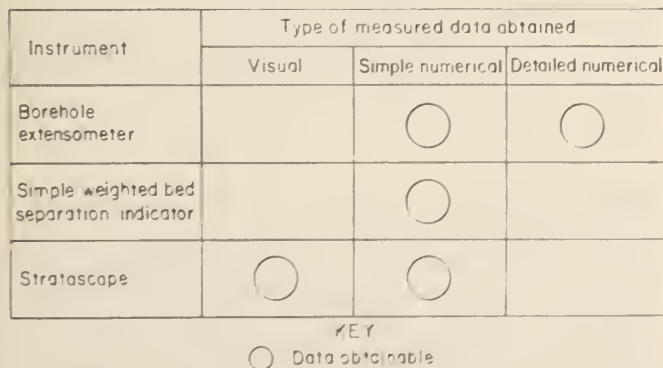 Instrument
Type of measured data obtained
Visual
Simple numerical
Detailed numerical
Borehole
extensometer
Simple weighted bed
separation indicator
Stratascope
KEY
Data obtainable